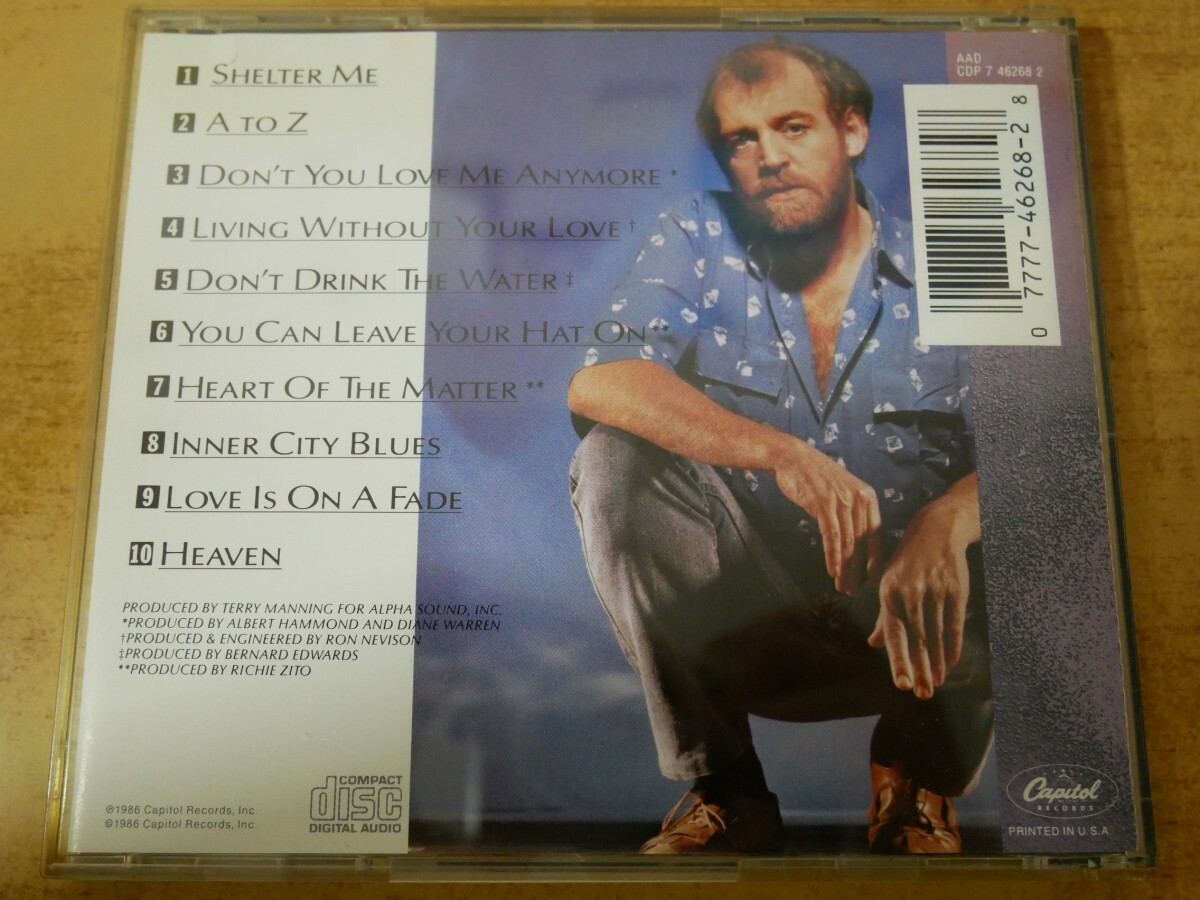 1 SHELTER ME
2 A TO Z
3 DON'T YOU LOVE ME ANYMORE *
4 LIVING WITHOUT YOUR LOVE †
5 DON'T DRINK THE WATER ‡
6 YOU CAN LEAVE YOUR HAT ON **
7 HEART OF THE MATTER **
8 INNER CITY BLUES
9 LOVE IS ON A FADE
10 HEAVEN
PRODUCED BY TERRY MANNING FOR ALPHA SOUND, INC.
*PRODUCED BY ALBERT HAMMOND AND DIANE WARREN
†PRODUCED & ENGINEERED BY RON NEVISON
‡PRODUCED BY BERNARD EDWARDS
**PRODUCED BY RICHIE ZITO
℗1986 Capitol Records, Inc.
©1986 Capitol Records, Inc.
COMPACT
disc
DIGITAL AUDIO
AAD
CDP 7 46268 2
0 7777-46268-2 8
Capitol
RECORDS
PRINTED IN U.S.A.